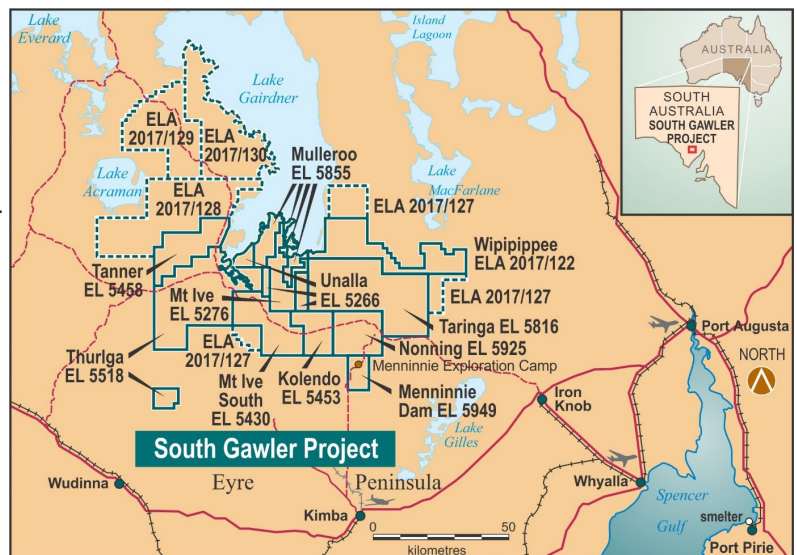 Lake
Everard
Island
Lagoon
AUSTRALIA
SOUTH
AUSTRALIA
SOUTH GAWLER
PROJECT
Lake
Gairdner
ELA
2017/129
ELA
2017/130
Mulleroo
EL 5855
Lake
MacFarlane
Lake
Acraman
ELA
2017/128
ELA 2017/127
Wipipippee
ELA 2017/122
Tanner
EL 5458
Unalla
EL 5266
ELA 2017/127
Mt Ive
EL 5276
Taringa EL 5816
Port Augusta
Thurlga
EL 5518
ELA
2017/127
Nonning EL 5925
Menninnie Exploration Camp
NORTH
Mt Ive
South
EL 5430
Kolendo
EL 5453
Menninnie
Dam EL 5949
Iron
Knob
Lake
Gilles
South Gawler Project
Wudinna
Eyre Peninsula
Whyalla
Spencer
Gulf
Kimba
0 50
kilometres
smelter
Port Pirie